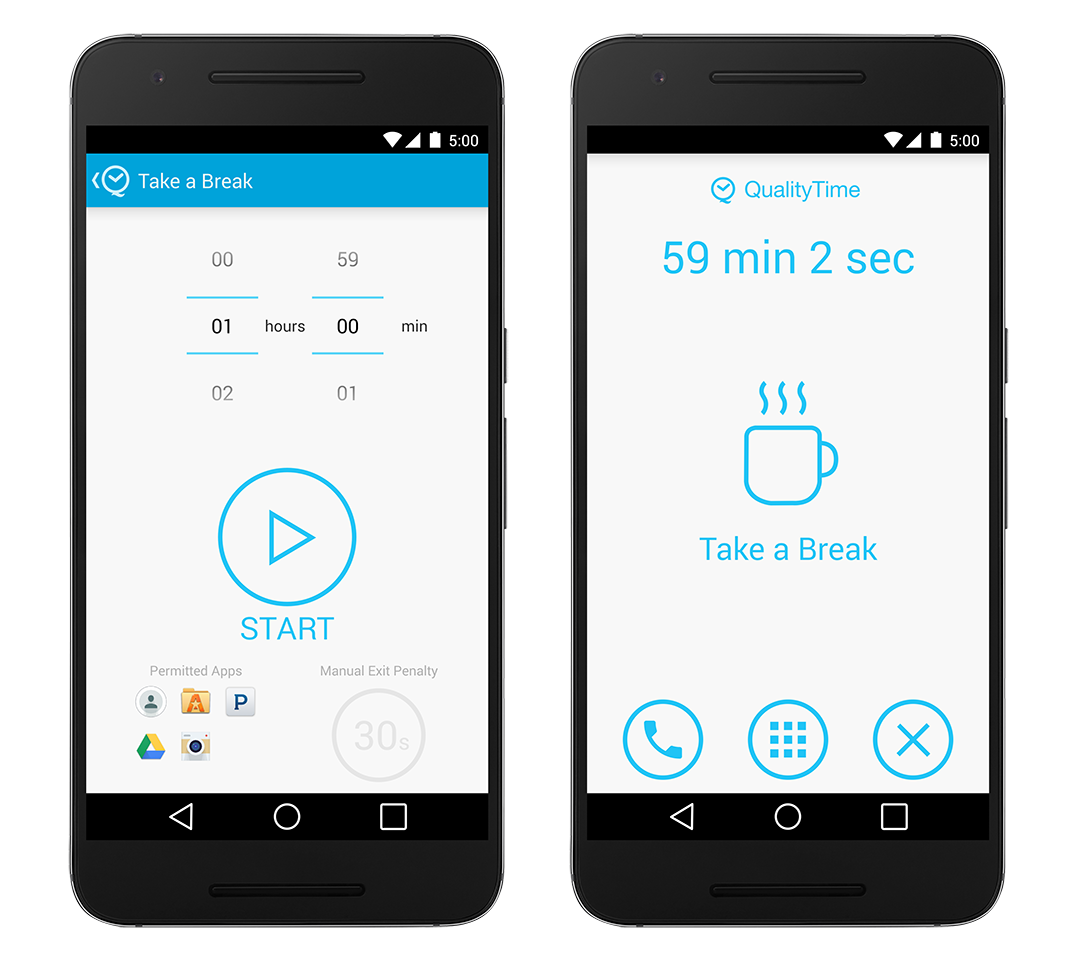 5:00
Take a Break
00 59
01 hours 00 min
02 01
START
Permitted Apps
Manual Exit Penalty
P
30s
5:00
QualityTime
59 min 2 sec
Take a Break